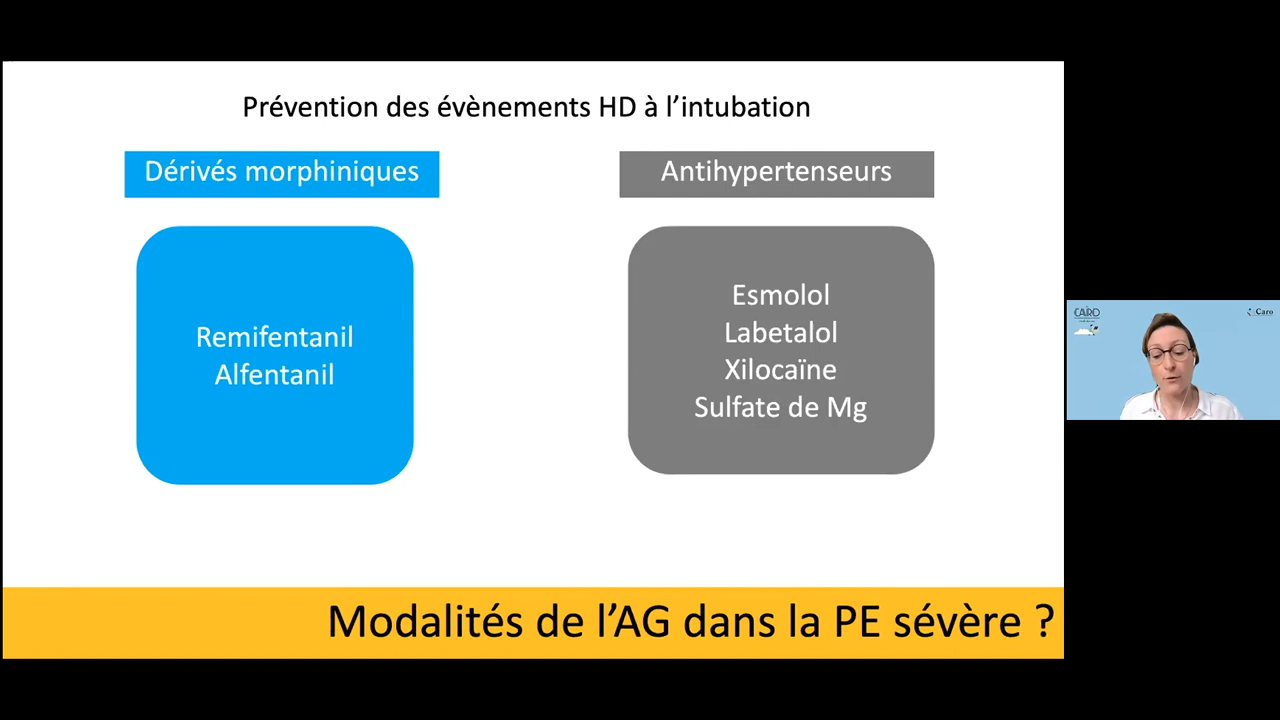 Prévention des évènements HD à l’intubation
Dérivés morphiniques
Antihypertenseurs
Remifentanil
Alfentanil
Esmolol
Labetalol
Xilocaïne
Sulfate de Mg
Modalités de l’AG dans la PE sévère ?
CAIRO
Caro